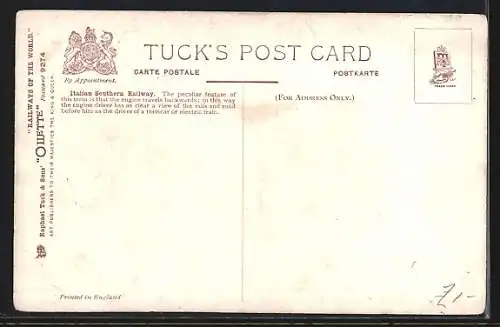 TUCK'S POST CARD
By Appointment.
CARTE POSTALE
POSTKARTE
TRADE MARK
(FOR ADDRESS ONLY.)
Italian Southern Railway. The peculiar feature of
this train is that the engine travels backwards; in this way
the engine driver has as clear a view of the rails and road
before him as the driver of a tramcar or electric train.
"RAILWAYS OF THE WORLD."
Raphael Tuck & Sons' "OILETTE" Postcard 9274
ART PUBLISHERS TO THEIR MAJESTIES THE KING & QUEEN.
Printed in England